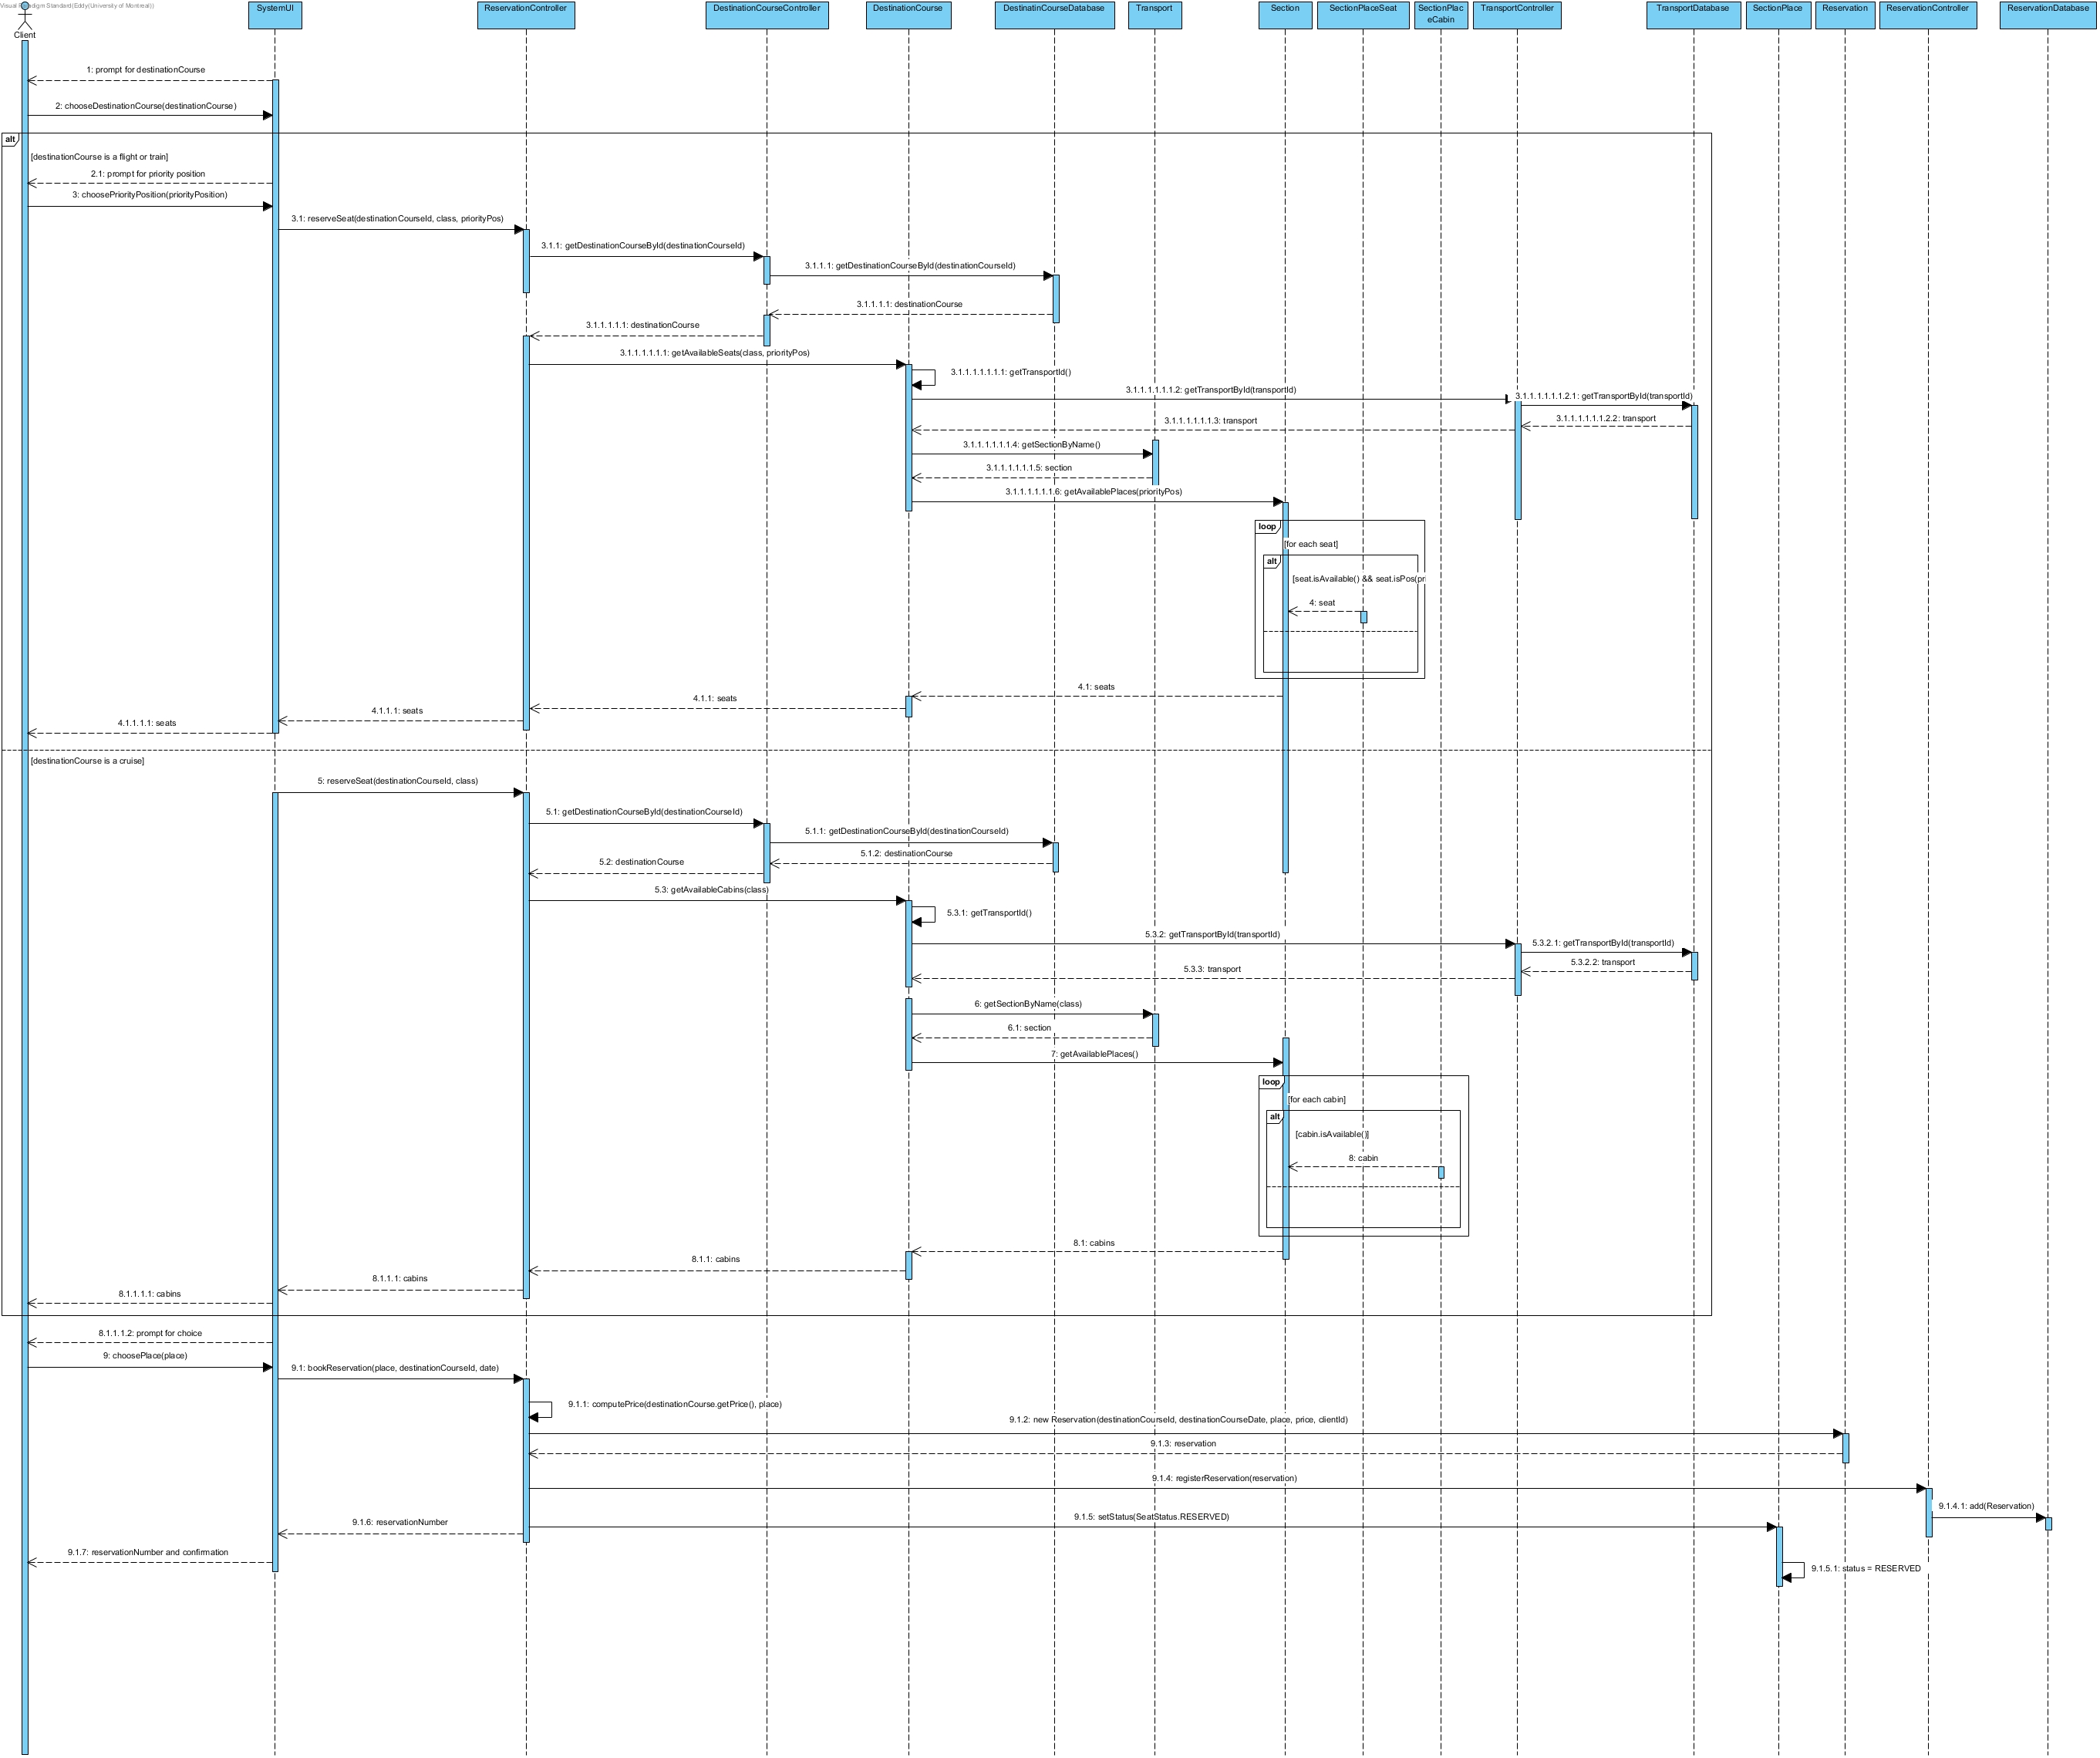 Visual Paradigm Standard(Eddy(University of Montreal))
Client
SystemUI
ReservationController
DestinationCourseController
DestinationCourse
DestinatinCourseDatabase
Transport
Section
SectionPlaceSeat
SectionPlac
eCabin
TransportController
TransportDatabase
SectionPlace
Reservation
ReservationController
ReservationDatabase
1: prompt for destinationCourse
2: chooseDestinationCourse(destinationCourse)
alt
[destinationCourse is a flight or train]
2.1: prompt for priority position
3: choosePriorityPosition(priorityPosition)
3.1: reserveSeat(destinationCourseId, class, priorityPos)
3.1.1: getDestinationCourseById(destinationCourseId)
3.1.1.1: getDestinationCourseById(destinationCourseId)
3.1.1.1.1: destinationCourse
3.1.1.1.1.1: destinationCourse
3.1.1.1.1.1.1: getAvailableSeats(class, priorityPos)
3.1.1.1.1.1.1.1: getTransportId()
3.1.1.1.1.1.1.2: getTransportById(transportId)
3.1.1.1.1.1.1.2.1: getTransportById(transportId)
3.1.1.1.1.1.1.2.2: transport
3.1.1.1.1.1.1.3: transport
3.1.1.1.1.1.1.4: getSectionByName()
3.1.1.1.1.1.1.5: section
3.1.1.1.1.1.1.6: getAvailablePlaces(priorityPos)
loop
[for each seat]
alt
[seat.isAvailable() && seat.isPos(pr
4: seat
4.1: seats
4.1.1: seats
4.1.1.1: seats
4.1.1.1.1: seats
[destinationCourse is a cruise]
5: reserveSeat(destinationCourseId, class)
5.1: getDestinationCourseById(destinationCourseId)
5.1.1: getDestinationCourseById(destinationCourseId)
5.1.2: destinationCourse
5.2: destinationCourse
5.3: getAvailableCabins(class)
5.3.1: getTransportId()
5.3.2: getTransportById(transportId)
5.3.2.1: getTransportById(transportId)
5.3.2.2: transport
5.3.3: transport
6: getSectionByName(class)
6.1: section
7: getAvailablePlaces()
loop
[for each cabin]
alt
[cabin.isAvailable()]
8: cabin
8.1: cabins
8.1.1: cabins
8.1.1.1: cabins
8.1.1.1.1: cabins
8.1.1.1.2: prompt for choice
9: choosePlace(place)
9.1: bookReservation(place, destinationCourseId, date)
9.1.1: computePrice(destinationCourse.getPrice(), place)
9.1.2: new Reservation(destinationCourseId, destinationCourseDate, place, price, clientId)
9.1.3: reservation
9.1.4: registerReservation(reservation)
9.1.4.1: add(Reservation)
9.1.5: setStatus(SeatStatus.RESERVED)
9.1.6: reservationNumber
9.1.7: reservationNumber and confirmation
9.1.5.1: status = RESERVED